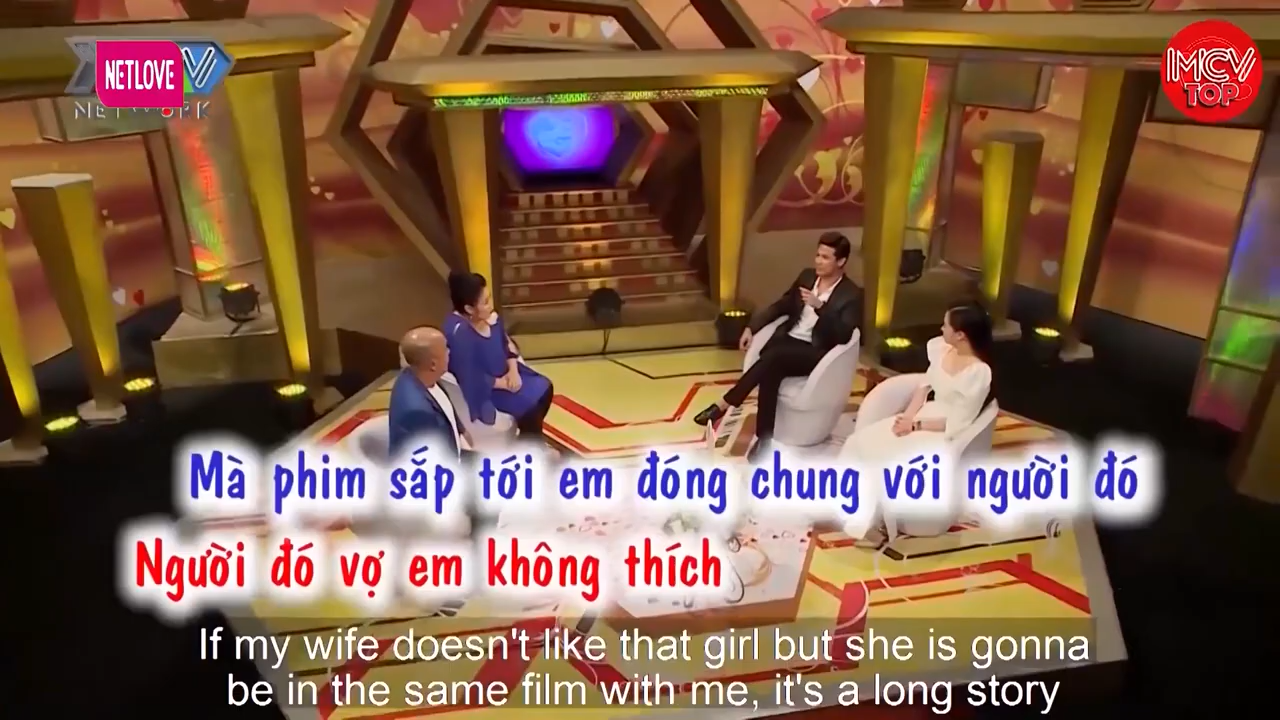 NETLOVE
V
NETWORK
MCV
TOP
Mà phim sắp tới em đóng chung với người đó
Người đó vợ em không thích
If my wife doesn't like that girl but she is gonna
be in the same film with me, it's a long story